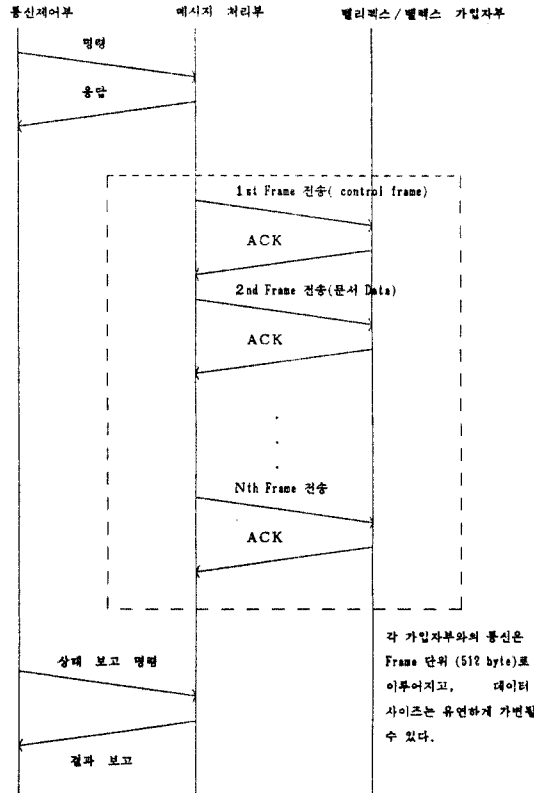 통신제어부
메시지 처리부
텔리텍스 / 텔렉스 가입자부
명령
응답
1st Frame 전송( control frame)
ACK
2nd Frame 전송(문서 Data)
ACK
Nth Frame 전송
ACK
각 가입자부와의 통신은
Frame 단위 (512 byte)로
이루어지고, 데이터
사이즈는 유연하게 가변될
수 있다.
상태 보고 명령
결과 보고